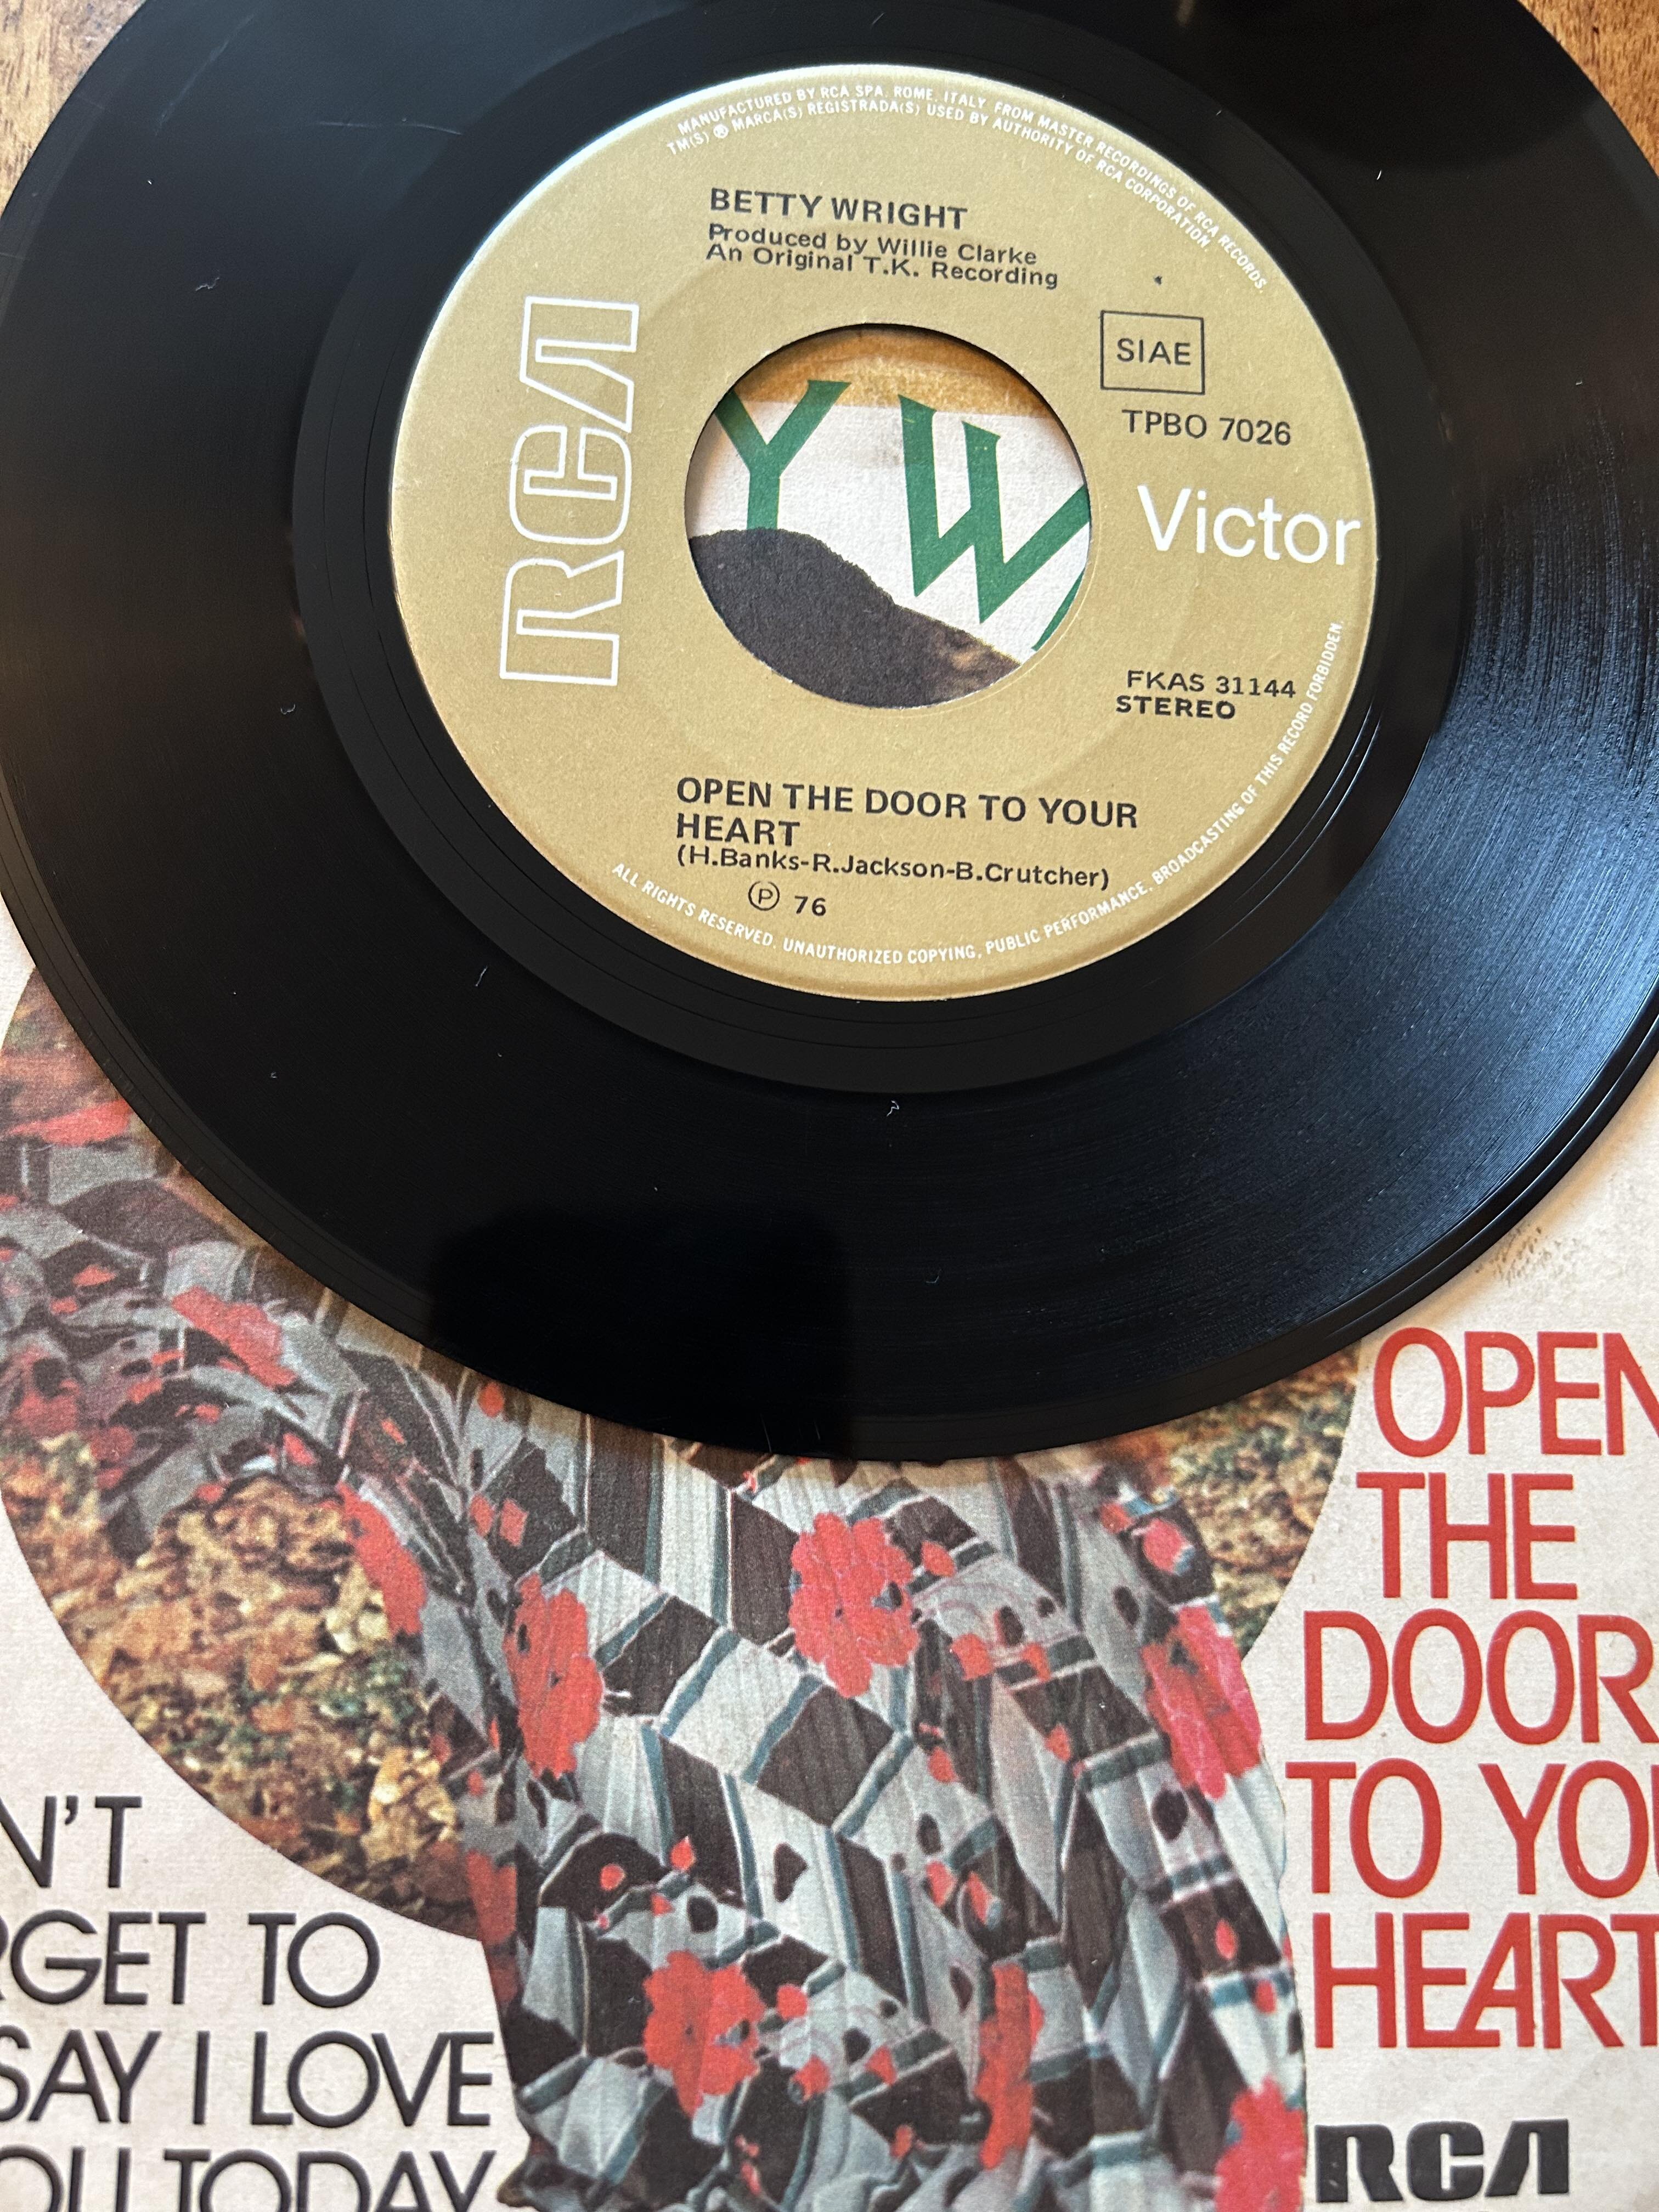 MANUFACTURED BY RCA SPA. ROME, ITALY FROM MASTER RECORDINGS OF RCA RECORDS.
TM(S) ® MARCA(S) REGISTRADA(S) USED BY AUTHORITY OF RCA CORPORATION
BETTY WRIGHT
Produced by Willie Clarke
An Original T.K. Recording
SIAE
TPBO 7026
RCA
Victor
Y W
FKAS 31144
STEREO
OPEN THE DOOR TO YOUR
HEART
(H.Banks-R.Jackson-B.Crutcher)
Ⓟ 76
ALL RIGHTS RESERVED. UNAUTHORIZED COPYING, PUBLIC PERFORMANCE, BROADCASTING OF THIS RECORD FORBIDDEN.
OPEN
THE
DOOR
TO YOU
HEART
N'T
RGET TO
SAY I LOVE
OU TODAY
RCA